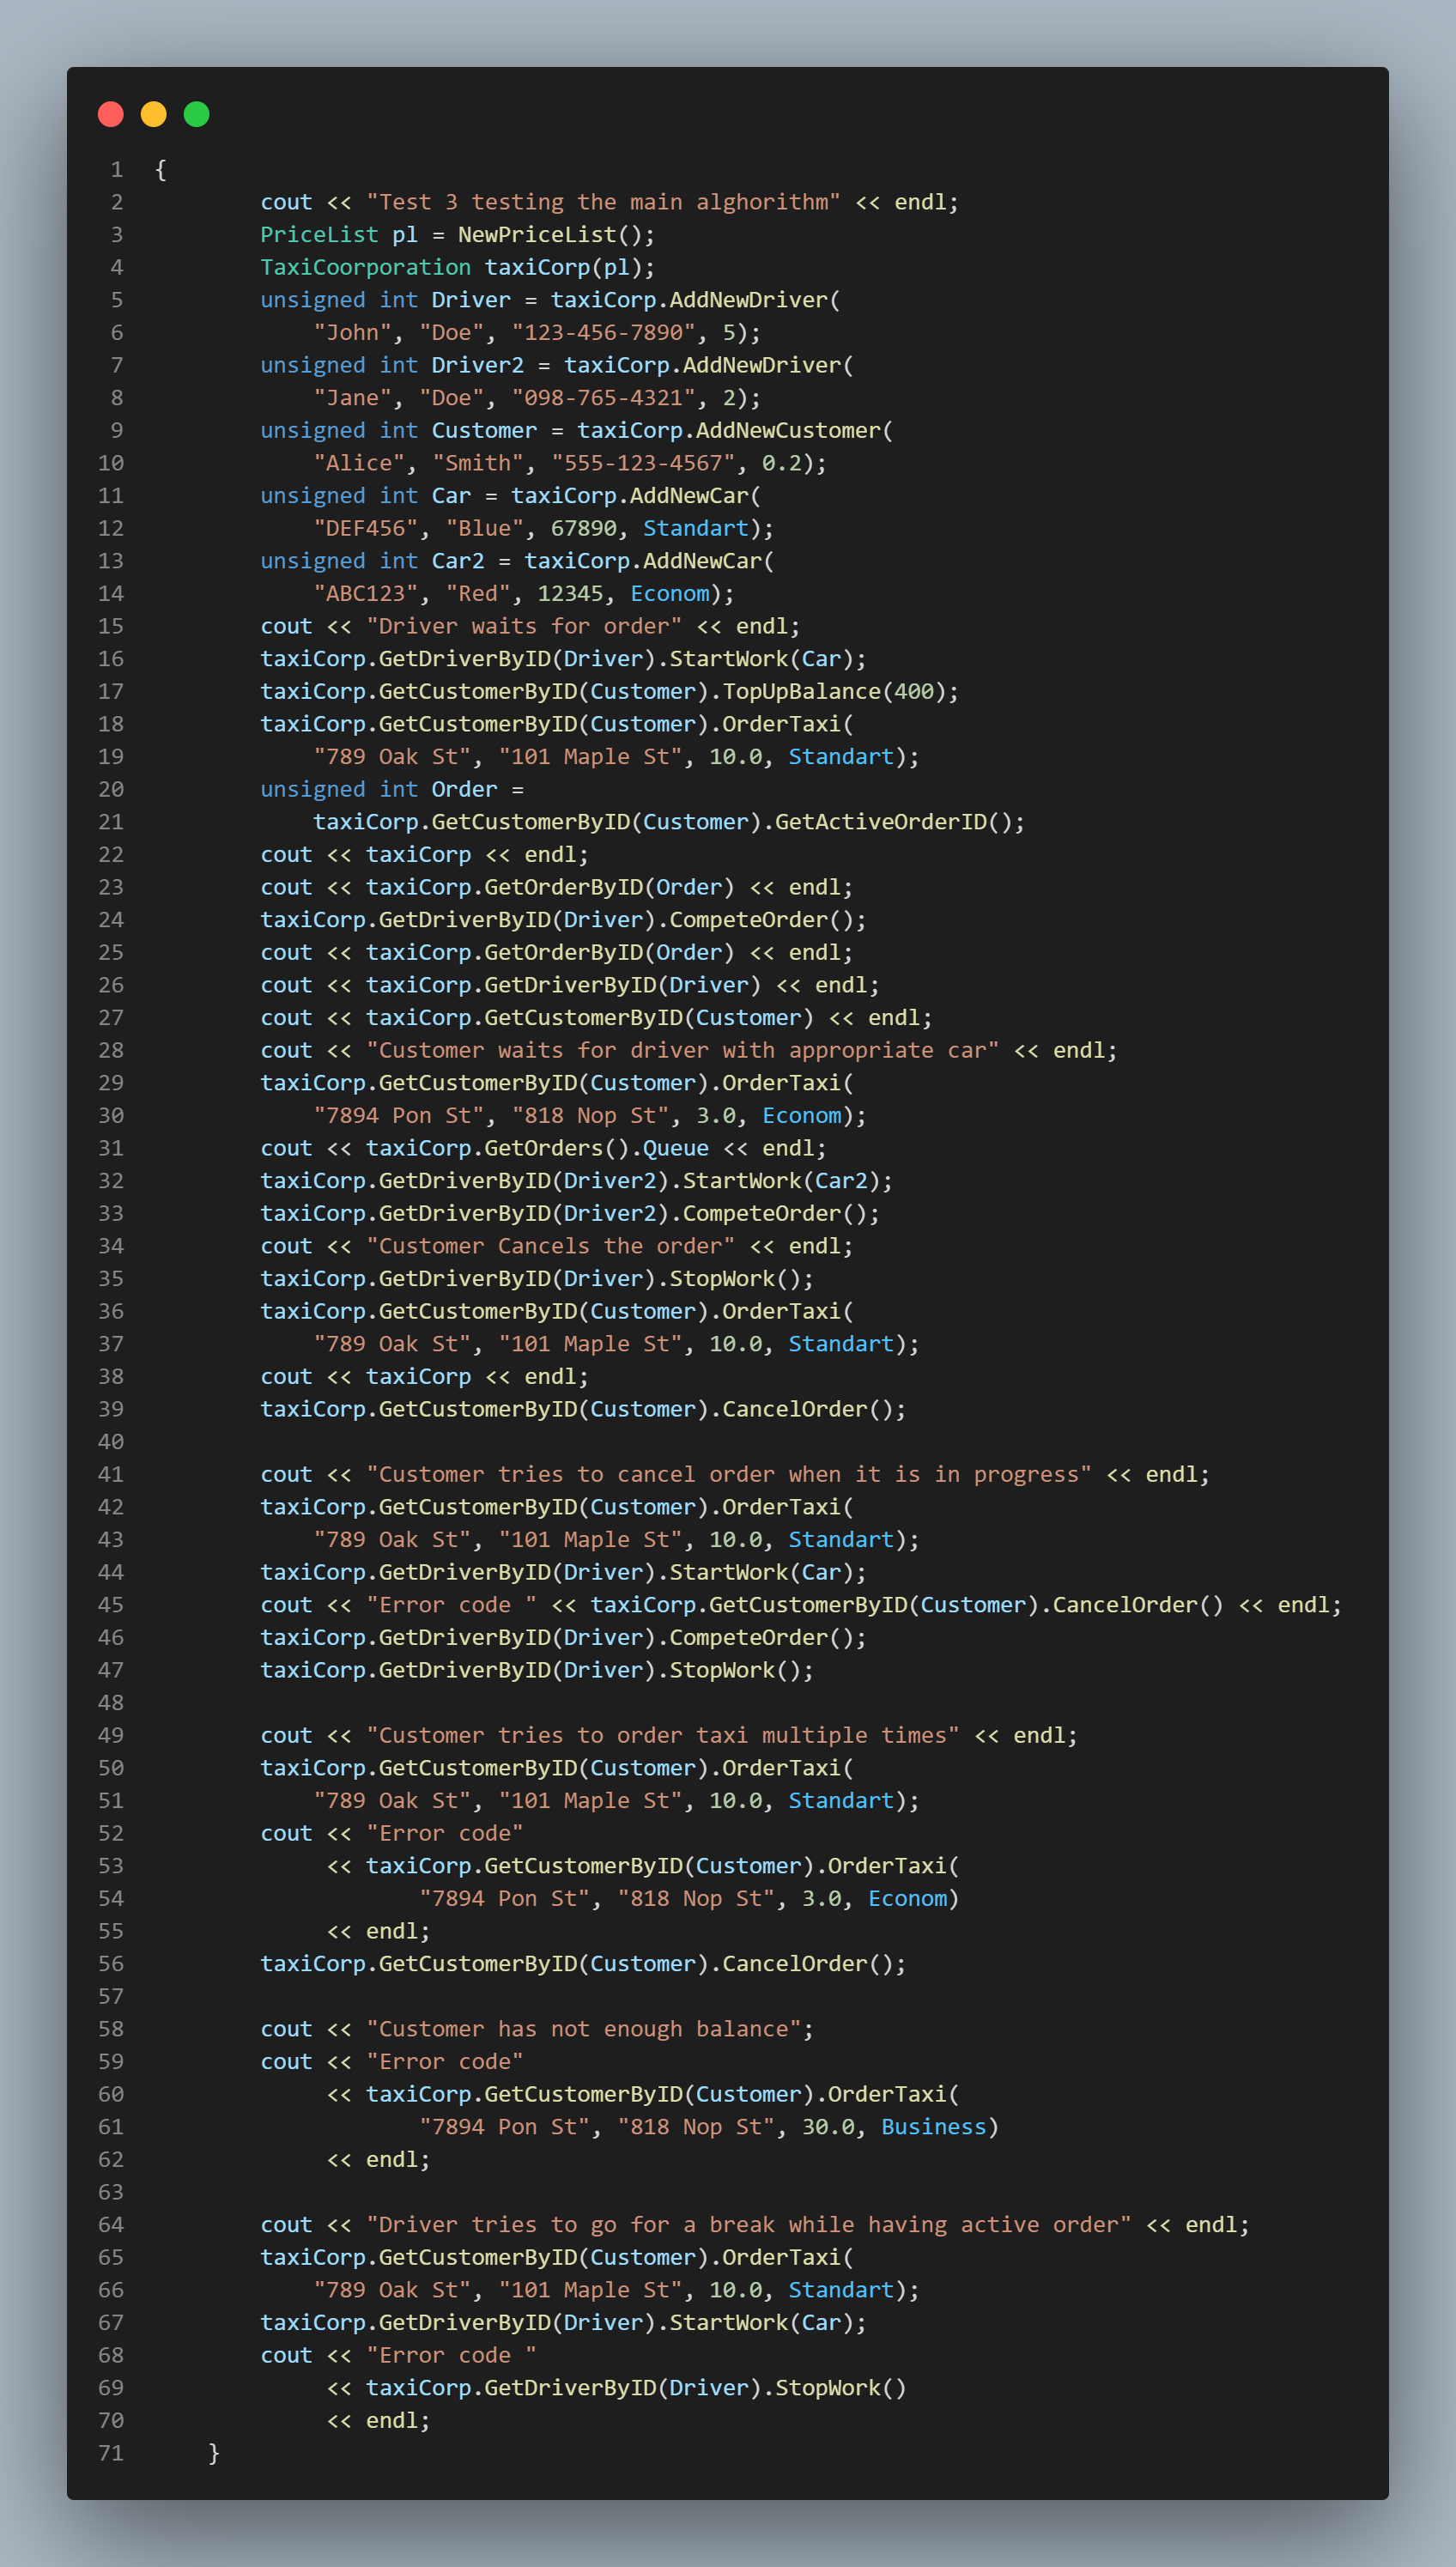 1 {
2 cout << "Test 3 testing the main alghorithm" << endl;
3 PriceList pl = NewPriceList();
4 TaxiCoorporation taxiCorp(pl);
5 unsigned int Driver = taxiCorp.AddNewDriver(
6 "John", "Doe", "123-456-7890", 5);
7 unsigned int Driver2 = taxiCorp.AddNewDriver(
8 "Jane", "Doe", "098-765-4321", 2);
9 unsigned int Customer = taxiCorp.AddNewCustomer(
10 "Alice", "Smith", "555-123-4567", 0.2);
11 unsigned int Car = taxiCorp.AddNewCar(
12 "DEF456", "Blue", 67890, Standart);
13 unsigned int Car2 = taxiCorp.AddNewCar(
14 "ABC123", "Red", 12345, Econom);
15 cout << "Driver waits for order" << endl;
16 taxiCorp.GetDriverByID(Driver).StartWork(Car);
17 taxiCorp.GetCustomerByID(Customer).TopUpBalance(400);
18 taxiCorp.GetCustomerByID(Customer).OrderTaxi(
19 "789 Oak St", "101 Maple St", 10.0, Standart);
20 unsigned int Order =
21 taxiCorp.GetCustomerByID(Customer).GetActiveOrderID();
22 cout << taxiCorp << endl;
23 cout << taxiCorp.GetOrderByID(Order) << endl;
24 taxiCorp.GetDriverByID(Driver).CompeteOrder();
25 cout << taxiCorp.GetOrderByID(Order) << endl;
26 cout << taxiCorp.GetDriverByID(Driver) << endl;
27 cout << taxiCorp.GetCustomerByID(Customer) << endl;
28 cout << "Customer waits for driver with appropriate car" << endl;
29 taxiCorp.GetCustomerByID(Customer).OrderTaxi(
30 "7894 Pon St", "818 Nop St", 3.0, Econom);
31 cout << taxiCorp.GetOrders().Queue << endl;
32 taxiCorp.GetDriverByID(Driver2).StartWork(Car2);
33 taxiCorp.GetDriverByID(Driver2).CompeteOrder();
34 cout << "Customer Cancels the order" << endl;
35 taxiCorp.GetDriverByID(Driver).StopWork();
36 taxiCorp.GetCustomerByID(Customer).OrderTaxi(
37 "789 Oak St", "101 Maple St", 10.0, Standart);
38 cout << taxiCorp << endl;
39 taxiCorp.GetCustomerByID(Customer).CancelOrder();
40
41 cout << "Customer tries to cancel order when it is in progress" << endl;
42 taxiCorp.GetCustomerByID(Customer).OrderTaxi(
43 "789 Oak St", "101 Maple St", 10.0, Standart);
44 taxiCorp.GetDriverByID(Driver).StartWork(Car);
45 cout << "Error code " << taxiCorp.GetCustomerByID(Customer).CancelOrder() << endl;
46 taxiCorp.GetDriverByID(Driver).CompeteOrder();
47 taxiCorp.GetDriverByID(Driver).StopWork();
48
49 cout << "Customer tries to order taxi multiple times" << endl;
50 taxiCorp.GetCustomerByID(Customer).OrderTaxi(
51 "789 Oak St", "101 Maple St", 10.0, Standart);
52 cout << "Error code"
53 << taxiCorp.GetCustomerByID(Customer).OrderTaxi(
54 "7894 Pon St", "818 Nop St", 3.0, Econom)
55 << endl;
56 taxiCorp.GetCustomerByID(Customer).CancelOrder();
57
58 cout << "Customer has not enough balance";
59 cout << "Error code"
60 << taxiCorp.GetCustomerByID(Customer).OrderTaxi(
61 "7894 Pon St", "818 Nop St", 30.0, Business)
62 << endl;
63
64 cout << "Driver tries to go for a break while having active order" << endl;
65 taxiCorp.GetCustomerByID(Customer).OrderTaxi(
66 "789 Oak St", "101 Maple St", 10.0, Standart);
67 taxiCorp.GetDriverByID(Driver).StartWork(Car);
68 cout << "Error code "
69 << taxiCorp.GetDriverByID(Driver).StopWork()
70 << endl;
71 }